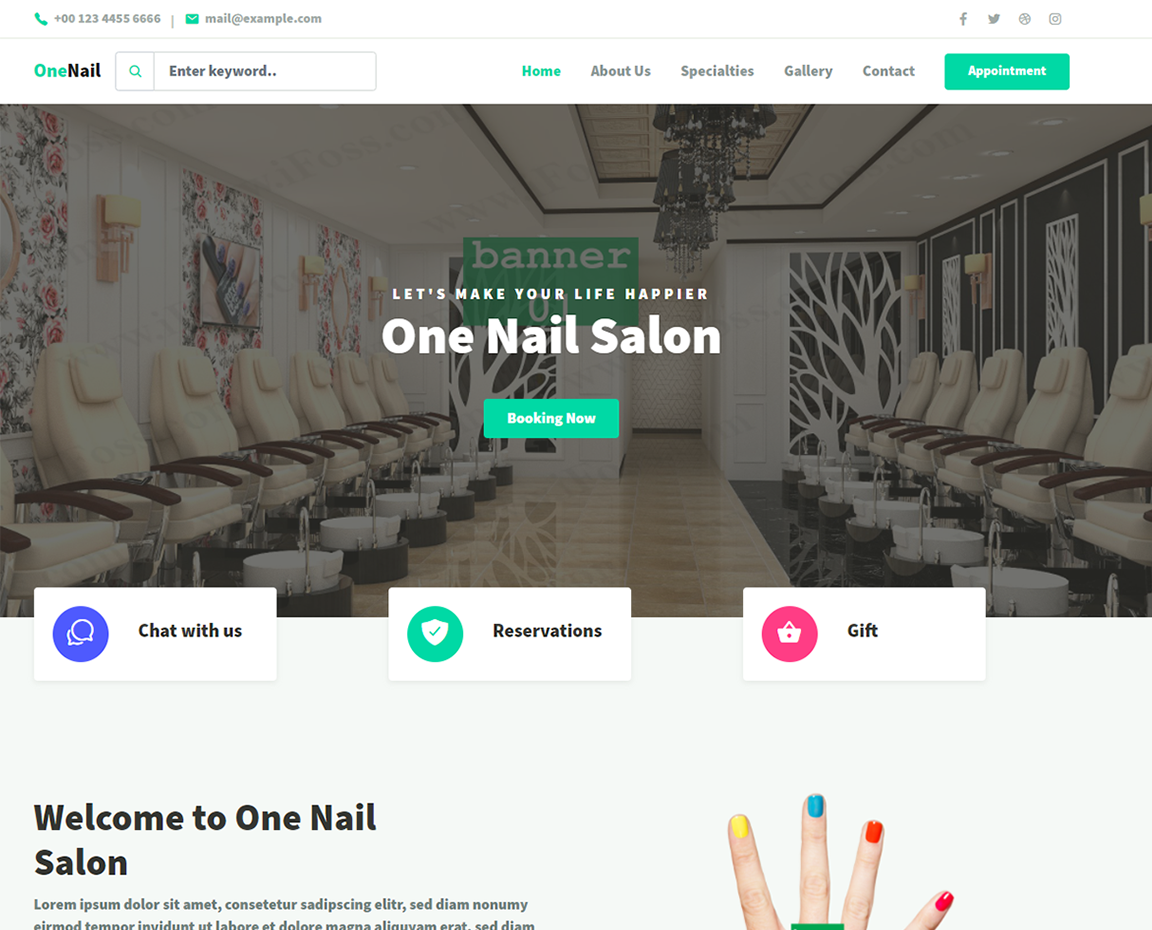 +00 123 4455 6666 | mail@example.com
OneNail
Enter keyword..
Home About Us Specialties Gallery Contact Appointment
banner
01
LET'S MAKE YOUR LIFE HAPPIER
One Nail Salon
Booking Now
Chat with us
Reservations
Gift
Welcome to One Nail
Salon
Lorem ipsum dolor sit amet, consetetur sadipscing elitr, sed diam nonumy
eirmod tempor invidunt ut labore et dolore magna aliquyam erat, sed diam